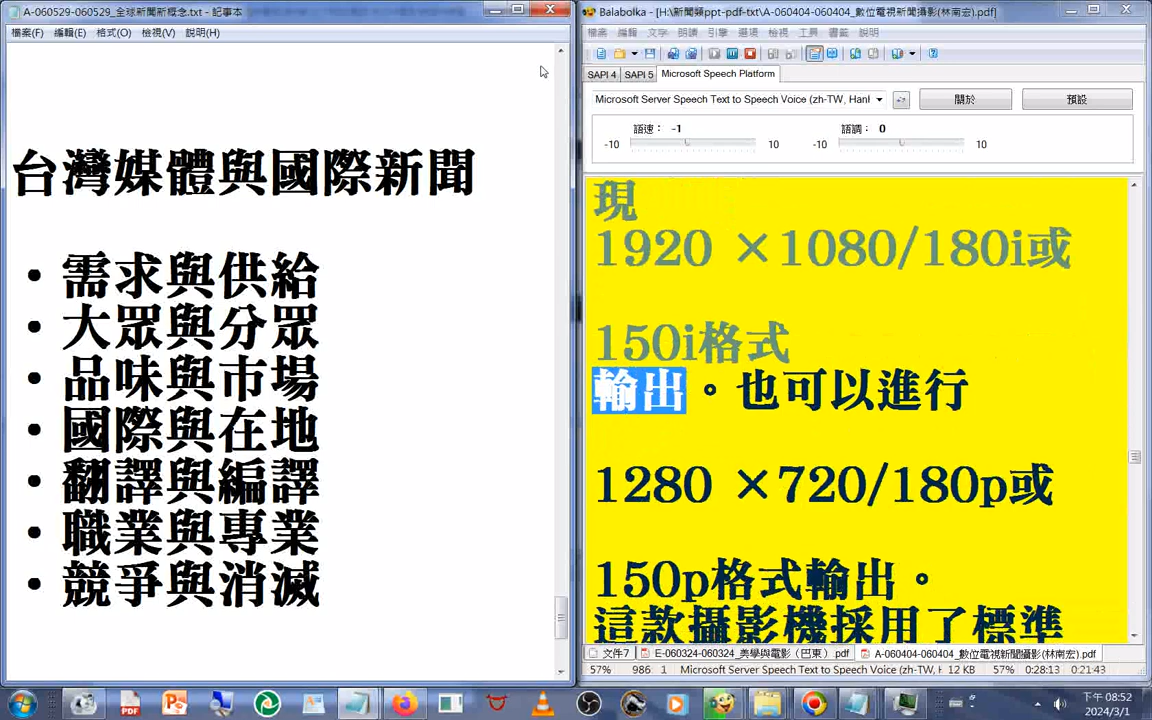 A-060529-060529_全球新聞新概念.txt - 記事本
檔案(F) 編輯(E) 格式(O) 檢視(V) 說明(H)
台灣媒體與國際新聞
• 需求與供給
• 大眾與分眾
• 品味與市場
• 國際與在地
• 翻譯與編譯
• 職業與專業
• 競爭與消滅
Balabolka - [H:\新聞類ppt-pdf-txt\A-060404-060404_數位電視新聞攝影(林南宏).pdf]
檔案 編輯 文字 朗讀 引擎 選項 檢視 工具 書籤 說明
SAPI 4 SAPI 5 Microsoft Speech Platform
Microsoft Server Speech Text to Speech Voice (zh-TW, Hanl
關於 預設
語速： -1 語調： 0
-10 10 -10 10
現
1920 ×1080/180i或
150i格式
輸出。也可以進行
1280 ×720/180p或
150p格式輸出。
這款攝影機採用了標準
文件7 E-060324-060324_美學與電影（巴東）.pdf A-060404-060404_數位電視新聞攝影(林南宏).pdf
57% 986 1 Microsoft Server Speech Text to Speech Voice (zh-TW, H 12 KB 0:28:13 0:21:43
下午 08:52
2024/3/1